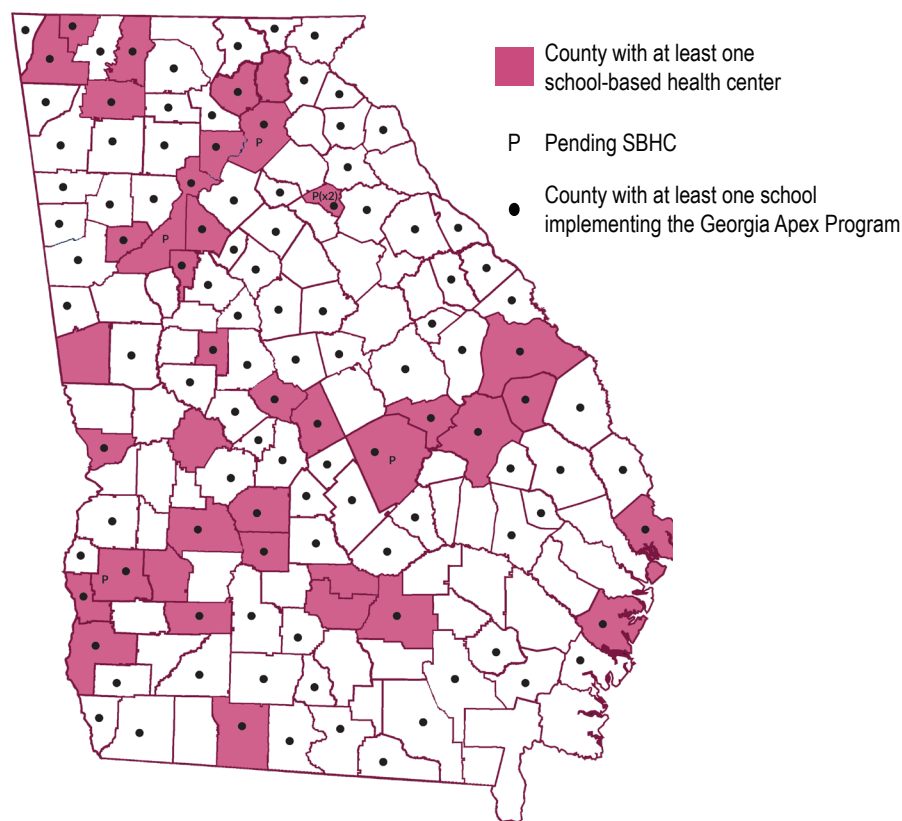 County with at least one
school-based health center
P Pending SBHC
County with at least one school
implementing the Georgia Apex Program
P
P(x2)
P
P
P